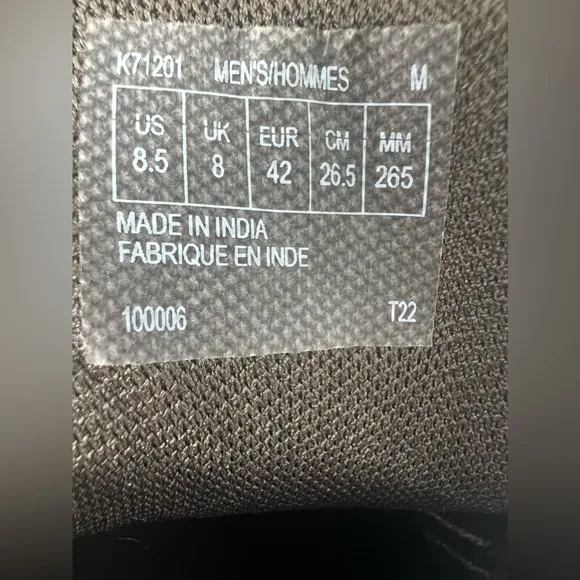 K71201 MEN'S/HOMMES M
US UK EUR CM MM
8.5 8 42 26.5 265
MADE IN INDIA
FABRIQUE EN INDE
100006 T22